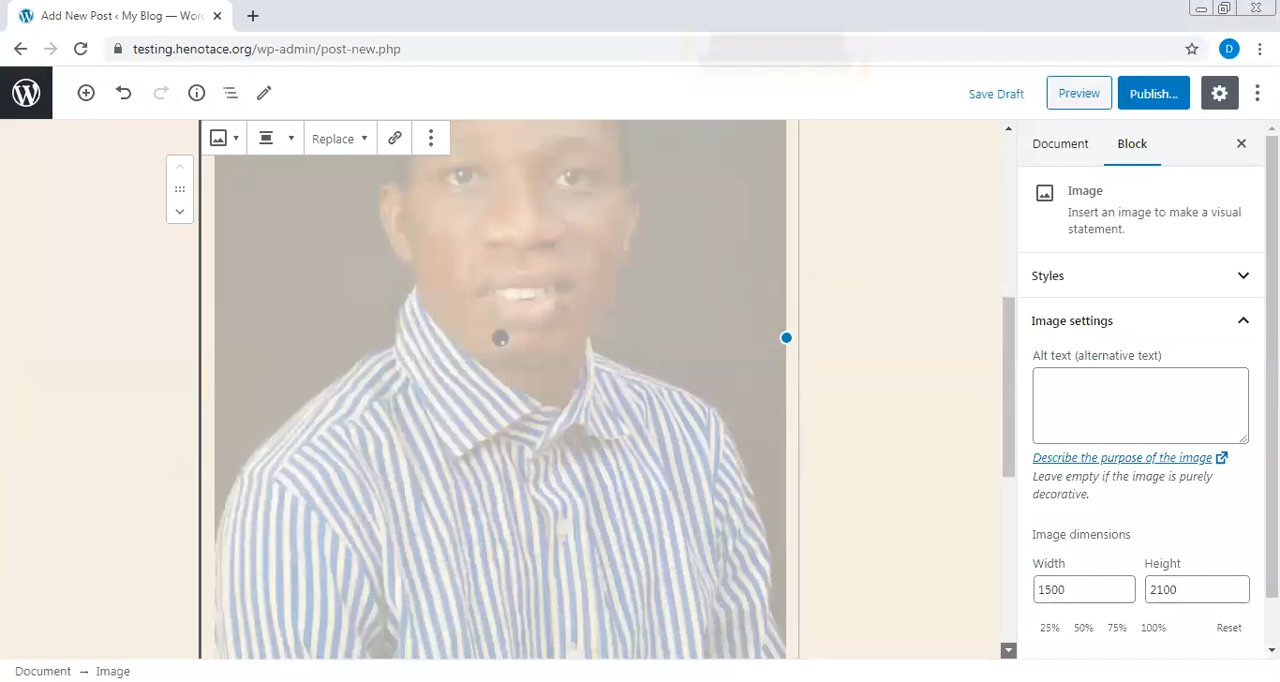 Add New Post ‹ My Blog — Wor
testing.henotace.org/wp-admin/post-new.php
D
Save Draft
Preview
Publish...
Replace
Document
Block
Image
Insert an image to make a visual
statement.
Styles
Image settings
Alt text (alternative text)
Describe the purpose of the image
Leave empty if the image is purely
decorative.
Image dimensions
Width
Height
1500
2100
25%
50%
75%
100%
Reset
Document → Image